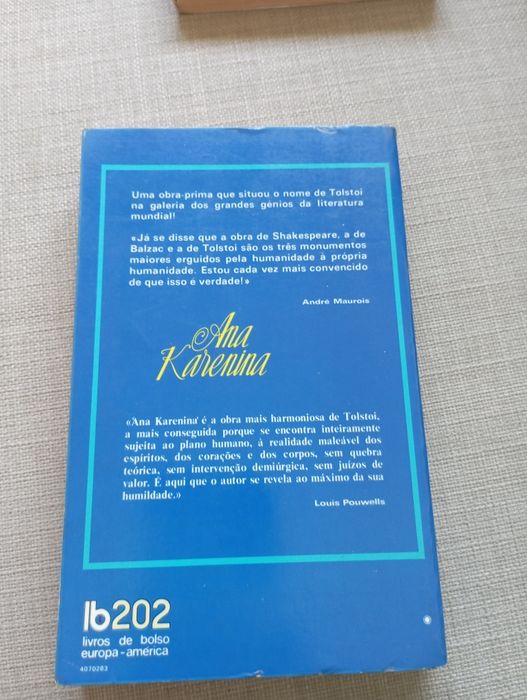 Uma obra-prima que situou o nome de Tolstoi
na galeria dos grandes génios da literatura
mundial!
«Já se disse que a obra de Shakespeare, a de
Balzac e a de Tolstoi são os três monumentos
maiores erguidos pela humanidade à própria
humanidade. Estou cada vez mais convencido
de que isso é verdade!»
André Maurois
Ana
Karenina
«'Ana Karenina' é a obra mais harmoniosa de Tolstoi,
a mais conseguida porque se encontra inteiramente
sujeita ao plano humano, à realidade maleável dos
espíritos, dos corações e dos corpos, sem quebra
teórica, sem intervenção demiúrgica, sem juízos de
valor. É aqui que o autor se revela ao máximo da sua
humildade.»
Louis Pouwells
lb202
livros de bolso
europa-américa
4070283